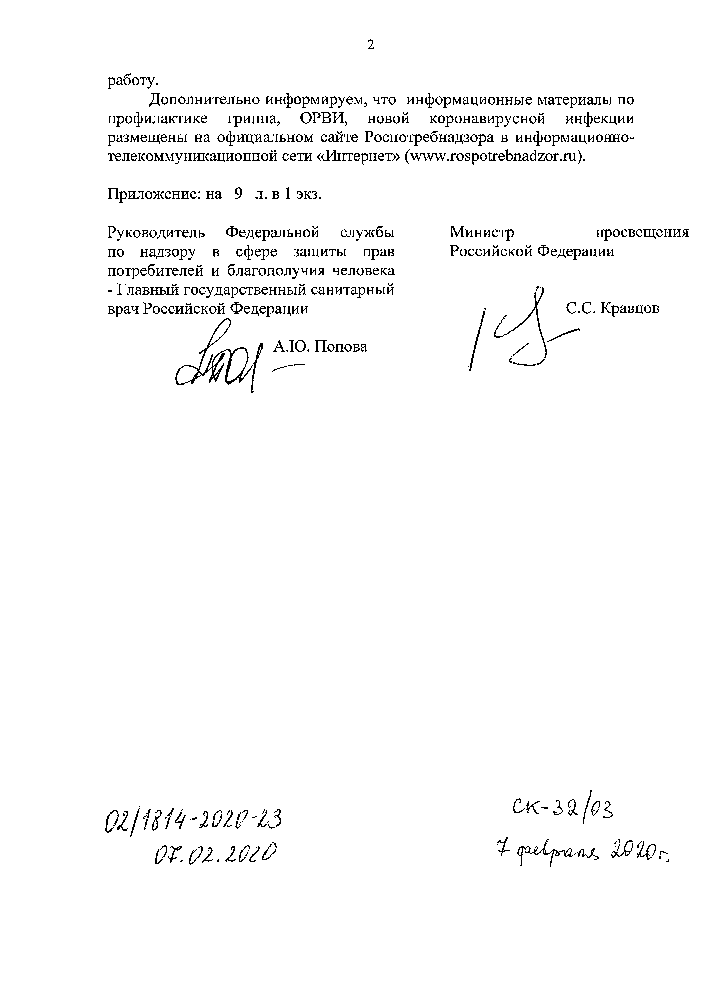 2
работу.
Дополнительно информируем, что информационные материалы по
профилактике гриппа, ОРВИ, новой коронавирусной инфекции
размещены на официальном сайте Роспотребнадзора в информационно-
телекоммуникационной сети «Интернет» (www.rospotrebnadzor.ru).
Приложение: на 9 л. в 1 экз.
Руководитель Федеральной службы
по надзору в сфере защиты прав
потребителей и благополучия человека
- Главный государственный санитарный
врач Российской Федерации
А.Ю. Попова
Министр просвещения
Российской Федерации
С.С. Кравцов
02/1814-2020-23
07.02.2020
СК-32/03
7 февраля 2020 г.